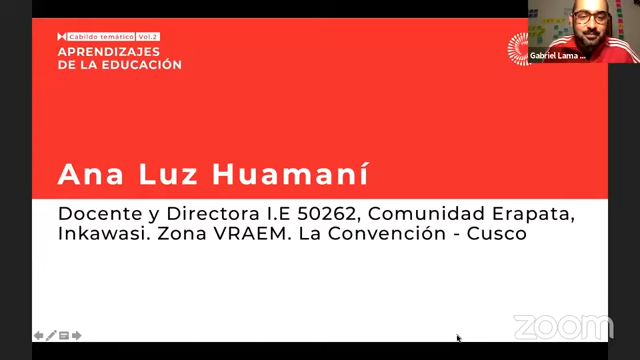 Cabildo temático Vol.2
APRENDIZAJES
DE LA EDUCACIÓN
Gabriel Lama ...
Ana Luz Huamaní
Docente y Directora I.E 50262, Comunidad Erapata,
Inkawasi. Zona VRAEM. La Convención - Cusco
zoom